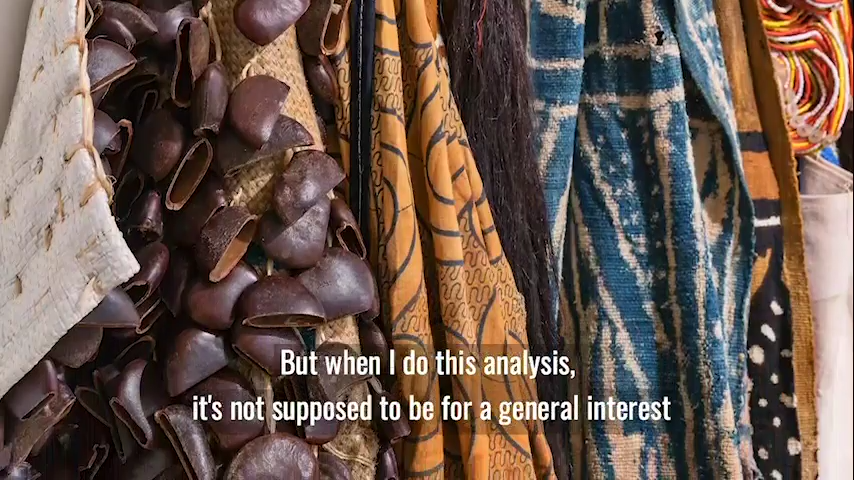 But when I do this analysis,
it's not supposed to be for a general interest